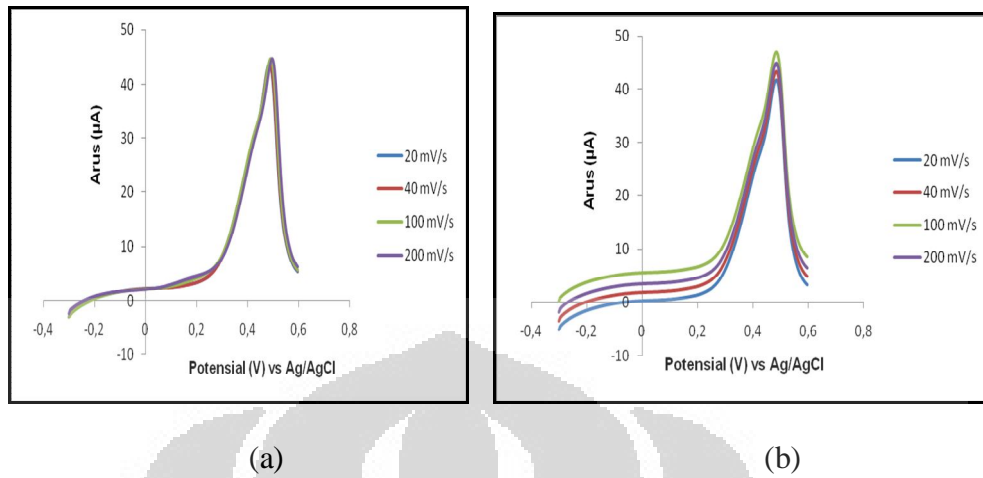 50
40
30
20
10
0
-10
-0,4 -0,2 0 0,2 0,4 0,6 0,8
Arus (µA)
Potensial (V) vs Ag/AgCl
20 mV/s
40 mV/s
100 mV/s
200 mV/s
(a)
50
40
30
20
10
0
-10
-0,4 -0,2 0 0,2 0,4 0,6 0,8
Arus (µA)
Potensial (V) vs Ag/AgCl
20 mV/s
40 mV/s
100 mV/s
200 mV/s
(b)